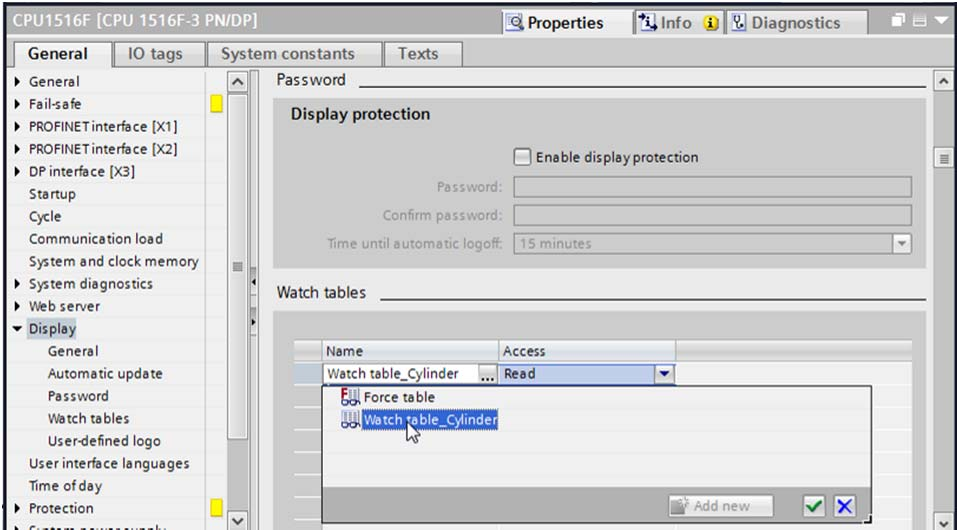 CPU1516F [CPU 1516F-3 PN/DP]
Properties
Info
Diagnostics
General
IO tags
System constants
Texts
General
Fail-safe
PROFINET interface [X1]
PROFINET interface [X2]
DP interface [X3]
Startup
Cycle
Communication load
System and clock memory
System diagnostics
Web server
Display
General
Automatic update
Password
Watch tables
User-defined logo
User interface languages
Time of day
Protection
System power supply
Password
Display protection
Enable display protection
Password:
Confirm password:
Time until automatic logoff:
15 minutes
Watch tables
Name
Access
Watch table_Cylinder
...
Read
Force table
Watch table_Cylinder
Add new